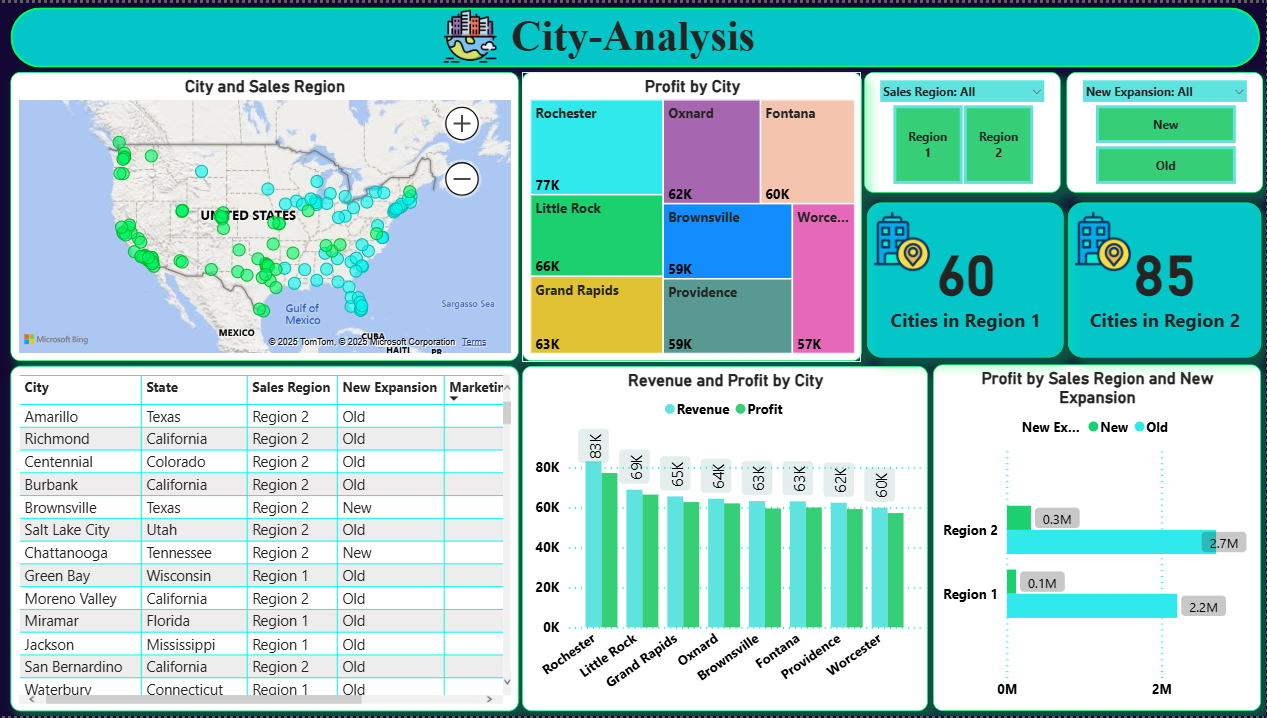 City-Analysis
City and Sales Region
UNITED STATES
Gulf of
Mexico
Sargasso Sea
MEXICO
CUBA
HAITI
PR
Microsoft Bing
© 2025 TomTom, © 2025 Microsoft Corporation Terms
Profit by City
Rochester
77K
Little Rock
66K
Grand Rapids
63K
Oxnard
62K
Fontana
60K
Brownsville
59K
Providence
59K
Worce...
57K
Sales Region: All
Region
1
Region
2
New Expansion: All
New
Old
60
Cities in Region 1
85
Cities in Region 2
City State Sales Region New Expansion Marketin
Amarillo Texas Region 2 Old
Richmond California Region 2 Old
Centennial Colorado Region 2 Old
Burbank California Region 2 Old
Brownsville Texas Region 2 New
Salt Lake City Utah Region 2 Old
Chattanooga Tennessee Region 2 New
Green Bay Wisconsin Region 1 Old
Moreno Valley California Region 2 Old
Miramar Florida Region 1 Old
Jackson Mississippi Region 1 Old
San Bernardino California Region 2 Old
Waterbury Connecticut Region 1 Old
Revenue and Profit by City
Revenue Profit
83K 69K 65K 64K 63K 63K 62K 60K
80K
60K
40K
20K
0K
Rochester Little Rock Grand Rapids Oxnard Brownsville Fontana Providence Worcester
Profit by Sales Region and New
Expansion
New Ex... New Old
Region 2
0.3M
2.7M
Region 1
0.1M
2.2M
0M 2M